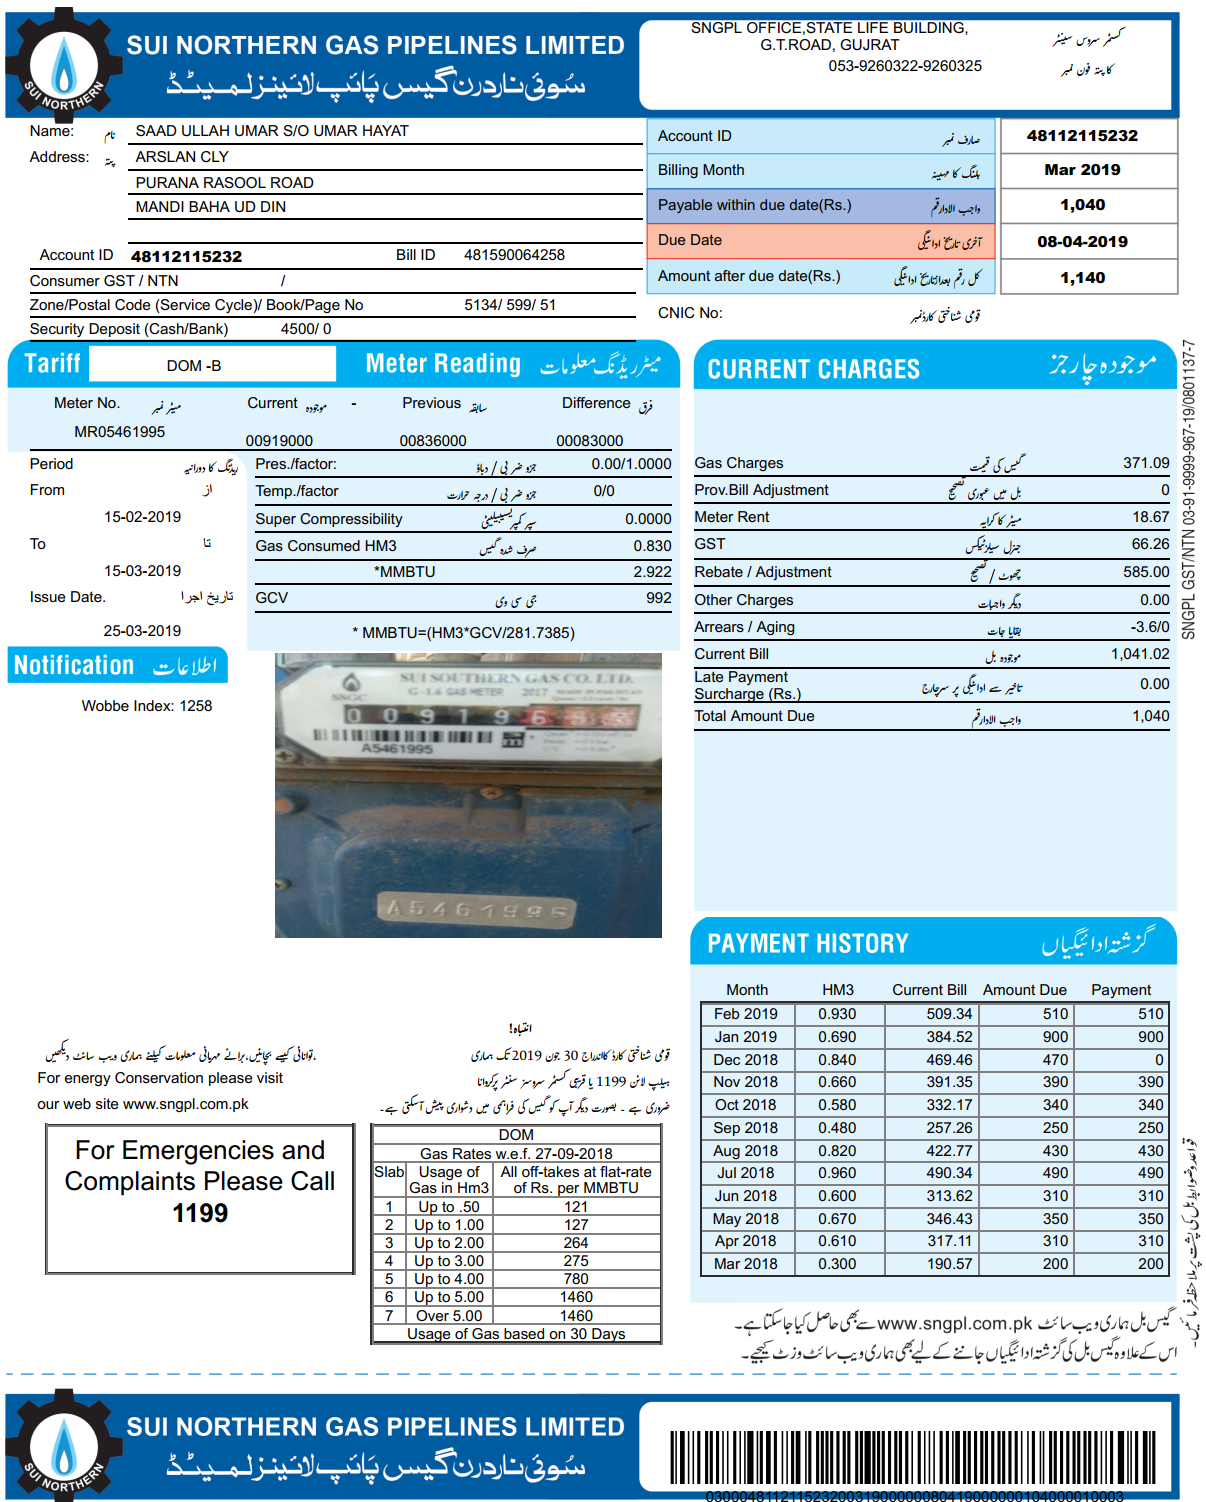 SUI NORTHERN GAS PIPELINES LIMITED
سوئی ناردرن گیس پائپ لائینز لمیٹڈ
SUI NORTHERN
SNGPL OFFICE,STATE LIFE BUILDING,
G.T.ROAD, GUJRAT
053-9260322-9260325
کسٹمر سروس سینٹر
کا پتہ فون نمبر
Name: نام SAAD ULLAH UMAR S/O UMAR HAYAT
Address: پتہ ARSLAN CLY
PURANA RASOOL ROAD
MANDI BAHA UD DIN
Account ID 48112115232 Bill ID 481590064258
Consumer GST / NTN /
Zone/Postal Code (Service Cycle)/ Book/Page No 5134/ 599/ 51
Security Deposit (Cash/Bank) 4500/ 0
Account ID صارف نمبر 48112115232
Billing Month بلنگ کا مہینہ Mar 2019
Payable within due date(Rs.) واجب الادا رقم 1,040
Due Date آخری تاریخ ادائیگی 08-04-2019
Amount after due date(Rs.) کل رقم بعد از تاریخ ادائیگی 1,140
CNIC No: قومی شناختی کارڈ نمبر
Tariff DOM -B Meter Reading میٹر ریڈنگ معلومات
Meter No. میٹر نمبر Current موجودہ - Previous سابقہ Difference فرق
MR05461995 00919000 00836000 00083000
Period ریڈنگ کا دورانیہ
From از
15-02-2019
To تا
15-03-2019
Issue Date. تاریخ اجرا
25-03-2019
Pres./factor: جزو ضربی / دباؤ 0.00/1.0000
Temp./factor جزو ضربی / درجہ حرارت 0/0
Super Compressibility سپر کمپریسیبیلیٹی 0.0000
Gas Consumed HM3 صرف شدہ گیس 0.830
*MMBTU 2.922
GCV جی سی وی 992
* MMBTU=(HM3*GCV/281.7385)
Notification اطلاعات
Wobbe Index: 1258
SUI SOUTHERN GAS CO. LTD.
SSGC G-1.6 GAS METER 2017
00919
A5461995
A5461995
CURRENT CHARGES موجودہ چارجز
Gas Charges گیس کی قیمت 371.09
Prov.Bill Adjustment بل میں عبوری تصحیح 0
Meter Rent میٹر کا کرایہ 18.67
GST جنرل سیلز ٹیکس 66.26
Rebate / Adjustment چھوٹ / تصحیح 585.00
Other Charges دیگر واجبات 0.00
Arrears / Aging بقایا جات -3.6/0
Current Bill موجودہ بل 1,041.02
Late Payment
Surcharge (Rs.) تاخیر سے ادائیگی پر سرچارج 0.00
Total Amount Due واجب الادا رقم 1,040
SNGPL GST/NTN 03-91-9999-967-19/0801137-7
PAYMENT HISTORY گزشتہ ادائیگیاں
Month HM3 Current Bill Amount Due Payment
Feb 2019 0.930 509.34 510 510
Jan 2019 0.690 384.52 900 900
Dec 2018 0.840 469.46 470 0
Nov 2018 0.660 391.35 390 390
Oct 2018 0.580 332.17 340 340
Sep 2018 0.480 257.26 250 250
Aug 2018 0.820 422.77 430 430
Jul 2018 0.960 490.34 490 490
Jun 2018 0.600 313.62 310 310
May 2018 0.670 346.43 350 350
Apr 2018 0.610 317.11 310 310
Mar 2018 0.300 190.57 200 200
توانائی کیسے بچائیں، برائے مہربانی معلومات کیلئے ہماری ویب سائٹ دیکھیں
For energy Conservation please visit
our web site www.sngpl.com.pk
انتباہ!
قومی شناختی کارڈ کا اندراج 30 جون 2019 تک ہماری
ہیلپ لائن 1199 یا قریبی کسٹمر سروسز سنٹر پر کروانا
ضروری ہے ۔ بصورت دیگر آپ کو گیس کی فراہمی میں دشواری پیش آسکتی ہے۔
For Emergencies and
Complaints Please Call
1199
DOM
Gas Rates w.e.f. 27-09-2018
Slab Usage of All off-takes at flat-rate
Gas in Hm3 of Rs. per MMBTU
1 Up to .50 121
2 Up to 1.00 127
3 Up to 2.00 264
4 Up to 3.00 275
5 Up to 4.00 780
6 Up to 5.00 1460
7 Over 5.00 1460
Usage of Gas based on 30 Days
قواعد و ضوابط بل کی پشت پر ملاحظہ فرمائیں۔
گیس بل ہماری ویب سائٹ www.sngpl.com.pk سے بھی حاصل کیا جا سکتا ہے۔
اس کے علاوہ گیس بل کی گزشتہ ادائیگیاں جاننے کے لیے بھی ہماری ویب سائٹ وزٹ کیجیے۔
SUI NORTHERN GAS PIPELINES LIMITED
سوئی ناردرن گیس پائپ لائینز لمیٹڈ
SUI NORTHERN